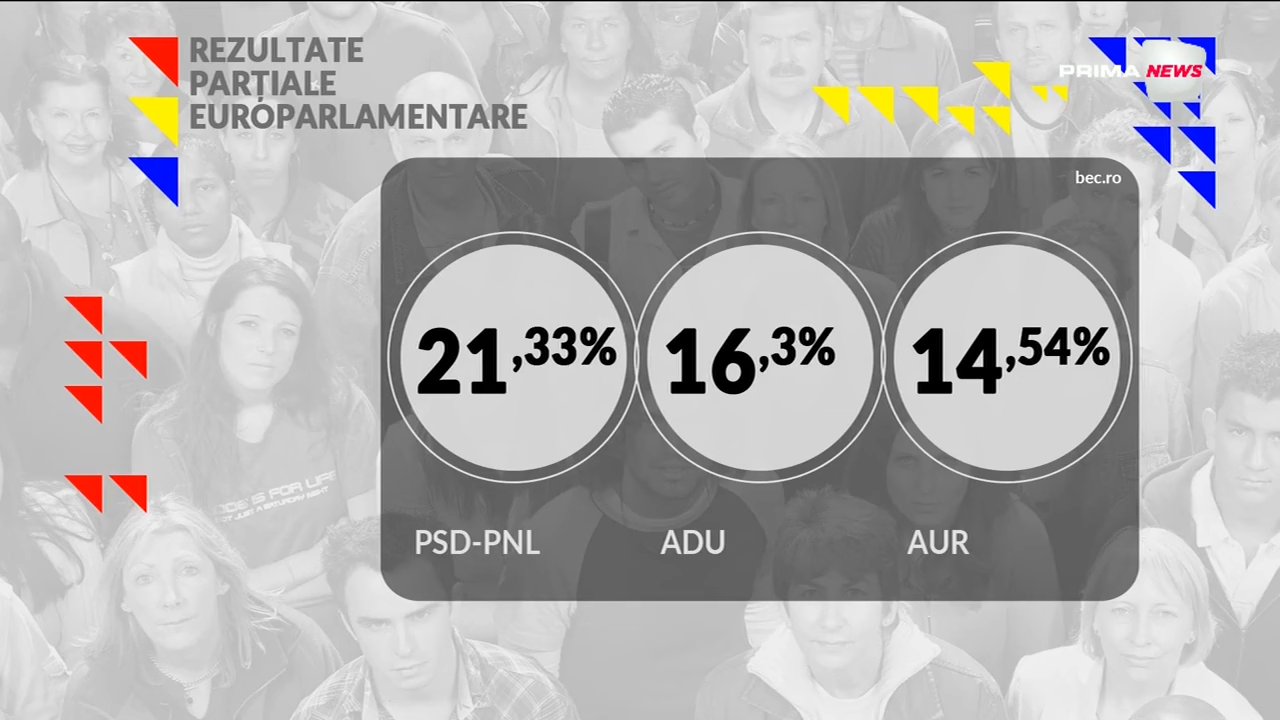 REZULTATE
PARȚIALE
EUROPARLAMENTARE
PRIMA NEWS
bec.ro
21,33%
16,3%
14,54%
PSD-PNL
ADU
AUR